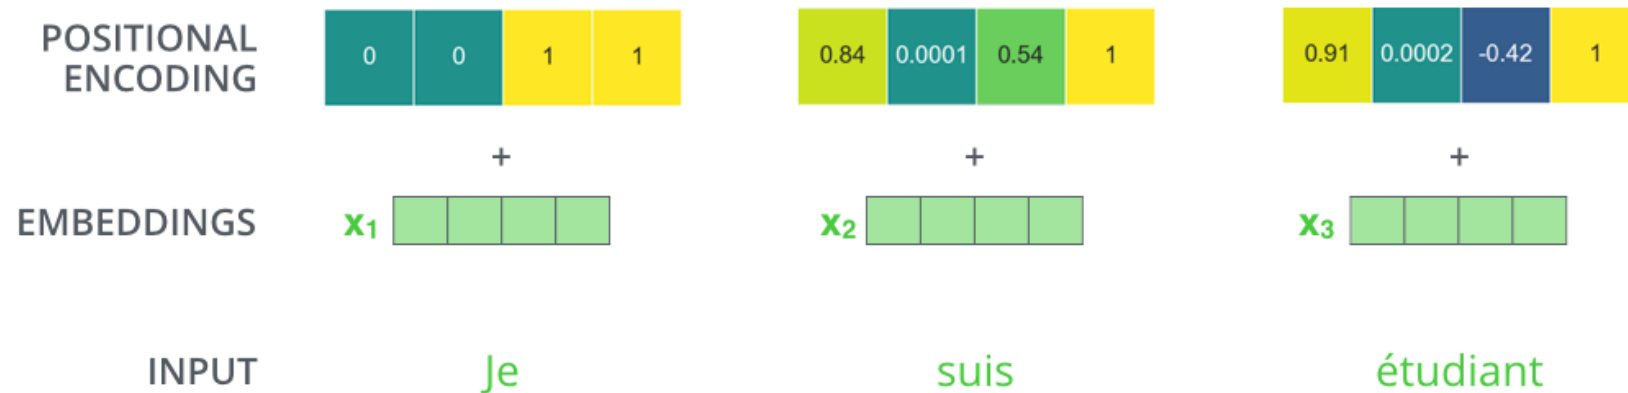 POSITIONAL
ENCODING
0 0 1 1
0.84 0.0001 0.54 1
0.91 0.0002 -0.42 1
+ + +
EMBEDDINGS
x1
x2
x3
INPUT
Je
suis
étudiant